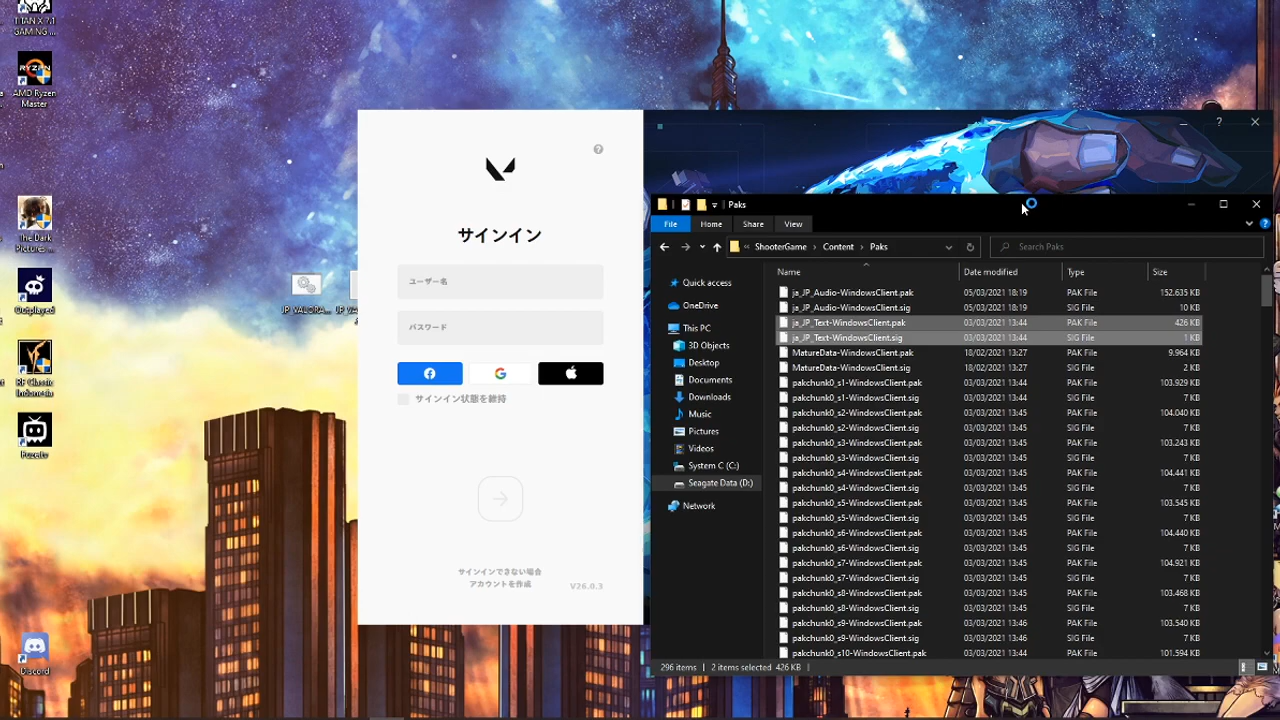 TITAN X 7.1
GAMING ...
RYZEN
AMD Ryzen
Master
The Dark
Pictures ...
Outplayed
RF Classic
Indonesia
Discord
JP_VALORA...
JP_VA
サインイン
ユーザー名
パスワード
サインイン状態を維持
サインインできない場合
アカウントを作成
V26.0.3
Paks
File
Home
Share
View
« ShooterGame > Content > Paks
Search Paks
Quick access
OneDrive
This PC
3D Objects
Desktop
Documents
Downloads
Music
Pictures
Videos
System C (C:)
Seagate Data (D:)
Network
Name Date modified Type Size
ja_JP_Audio-WindowsClient.pak 05/03/2021 18:19 PAK File 152.635 KB
ja_JP_Audio-WindowsClient.sig 05/03/2021 18:19 SIG File 10 KB
ja_JP_Text-WindowsClient.pak 03/03/2021 13:44 PAK File 426 KB
ja_JP_Text-WindowsClient.sig 03/03/2021 13:44 SIG File 1 KB
MatureData-WindowsClient.pak 18/02/2021 13:27 PAK File 9.964 KB
MatureData-WindowsClient.sig 18/02/2021 13:27 SIG File 2 KB
pakchunk0_s1-WindowsClient.pak 03/03/2021 13:44 PAK File 103.929 KB
pakchunk0_s1-WindowsClient.sig 03/03/2021 13:44 SIG File 7 KB
pakchunk0_s2-WindowsClient.pak 03/03/2021 13:45 PAK File 104.040 KB
pakchunk0_s2-WindowsClient.sig 03/03/2021 13:45 SIG File 7 KB
pakchunk0_s3-WindowsClient.pak 03/03/2021 13:45 PAK File 103.243 KB
pakchunk0_s3-WindowsClient.sig 03/03/2021 13:45 SIG File 7 KB
pakchunk0_s4-WindowsClient.pak 03/03/2021 13:45 PAK File 104.441 KB
pakchunk0_s4-WindowsClient.sig 03/03/2021 13:45 SIG File 7 KB
pakchunk0_s5-WindowsClient.pak 03/03/2021 13:45 PAK File 103.545 KB
pakchunk0_s5-WindowsClient.sig 03/03/2021 13:45 SIG File 7 KB
pakchunk0_s6-WindowsClient.pak 03/03/2021 13:45 PAK File 104.440 KB
pakchunk0_s6-WindowsClient.sig 03/03/2021 13:45 SIG File 7 KB
pakchunk0_s7-WindowsClient.pak 03/03/2021 13:45 PAK File 104.921 KB
pakchunk0_s7-WindowsClient.sig 03/03/2021 13:45 SIG File 7 KB
pakchunk0_s8-WindowsClient.pak 03/03/2021 13:45 PAK File 103.468 KB
pakchunk0_s8-WindowsClient.sig 03/03/2021 13:45 SIG File 7 KB
pakchunk0_s9-WindowsClient.pak 03/03/2021 13:46 PAK File 103.540 KB
pakchunk0_s9-WindowsClient.sig 03/03/2021 13:46 SIG File 7 KB
pakchunk0_s10-WindowsClient.pak 03/03/2021 13:44 PAK File 101.594 KB
296 items 2 items selected 426 KB